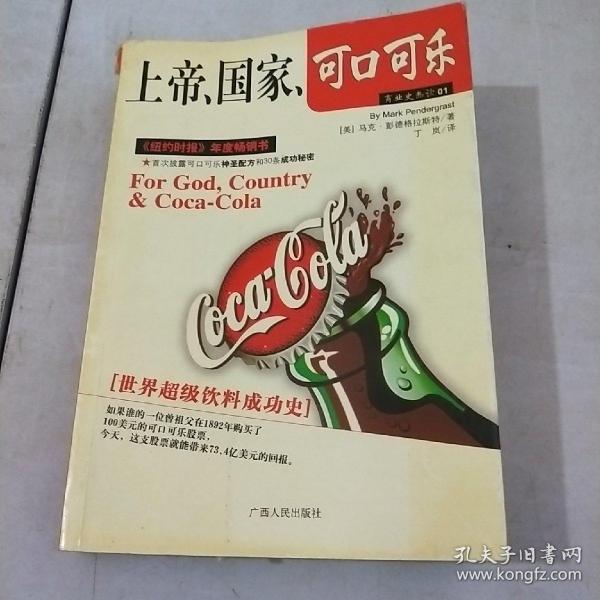 上帝、国家、可口可乐
商业史热论 01
By Mark Pendergrast
[美] 马克·彭德格拉斯特/著
丁 岚/译
《纽约时报》年度畅销书
★首次披露可口可乐神圣配方和30条成功秘密
For God, Country
& Coca-Cola
Coca-Cola
[世界超级饮料成功史]
如果谁的一位曾祖父在1892年购买了
100美元的可口可乐股票,
今天, 这支股票就能带来73.4亿美元的回报。
广西人民出版社
孔夫子旧书网
www.kongfz.com